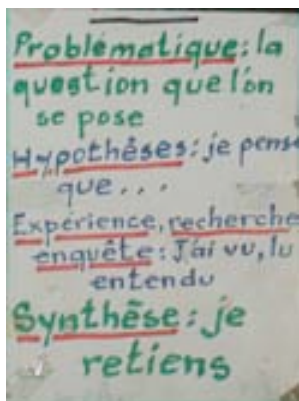 Problématique : la
question que l'on
se pose
Hypothèses : je pense
que...
Expérience, recherche
enquête : J'ai vu, lu
entendu
Synthèse : je
retiens